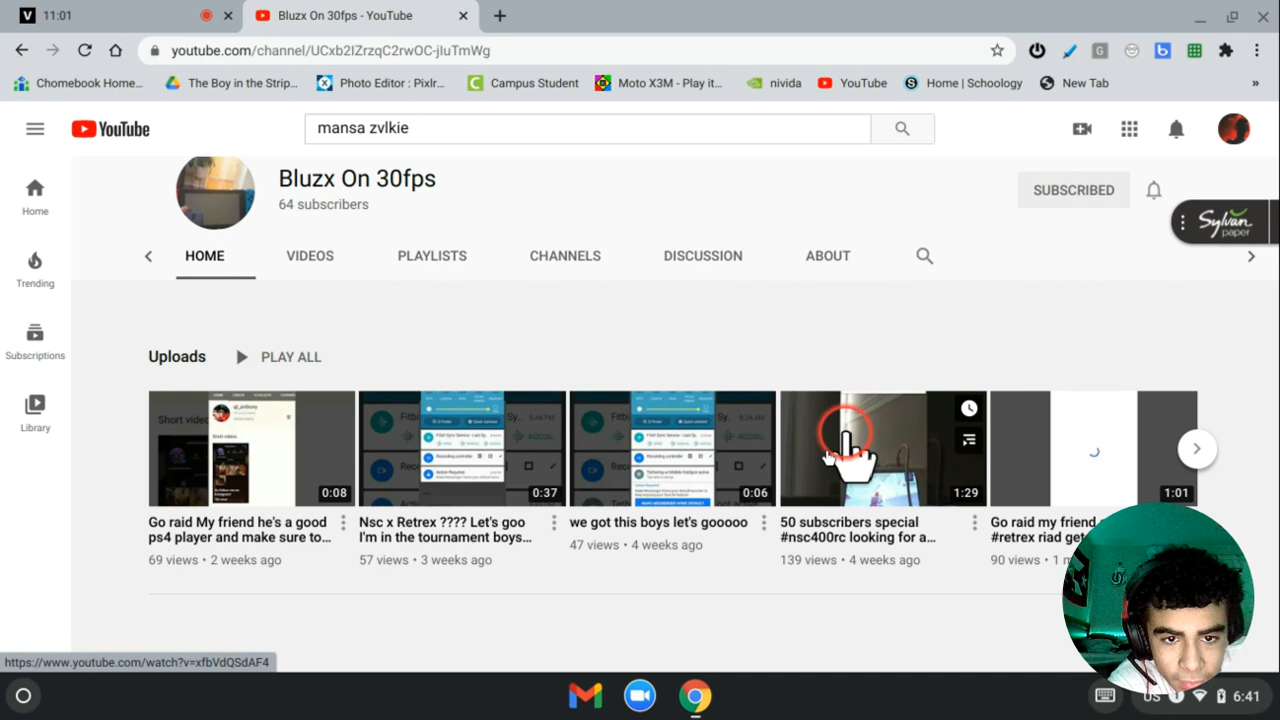 11:01
Bluzx On 30fps - YouTube
youtube.com/channel/UCxb2IZrzqC2rwOC-jIuTmWg
Chomebook Home...
The Boy in the Strip...
Photo Editor : Pixlr...
Campus Student
Moto X3M - Play it...
nivida
YouTube
Home | Schoology
New Tab
YouTube
mansa zvlkie
Bluzx On 30fps
64 subscribers
SUBSCRIBED
Sylvan
paper
Home
Trending
Subscriptions
Library
HOME
VIDEOS
PLAYLISTS
CHANNELS
DISCUSSION
ABOUT
Uploads
PLAY ALL
Short video
Short videos
0:08
0:37
0:06
1:29
1:01
Go raid My friend he's a good
ps4 player and make sure to...
69 views • 2 weeks ago
Nsc x Retrex ???? Let's goo
I'm in the tournament boys...
57 views • 3 weeks ago
we got this boys let's gooooo
47 views • 4 weeks ago
50 subscribers special
#nsc400rc looking for a...
139 views • 4 weeks ago
Go raid my friend
#retrex riad get
90 views • 1
https://www.youtube.com/watch?v=xfbVdQSdAF4
US
6:41